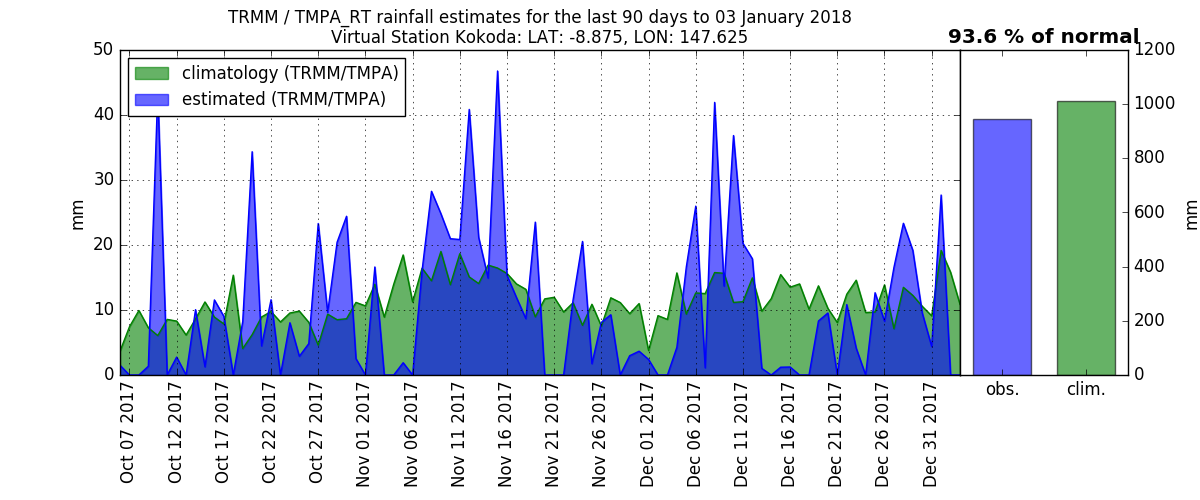 TRMM / TMPA_RT rainfall estimates for the last 90 days to 03 January 2018
Virtual Station Kokoda: LAT: -8.875, LON: 147.625
93.6 % of normal
climatology (TRMM/TMPA)
estimated (TRMM/TMPA)
mm
50
40
30
20
10
0
Oct 07 2017
Oct 12 2017
Oct 17 2017
Oct 22 2017
Oct 27 2017
Nov 01 2017
Nov 06 2017
Nov 11 2017
Nov 16 2017
Nov 21 2017
Nov 26 2017
Dec 01 2017
Dec 06 2017
Dec 11 2017
Dec 16 2017
Dec 21 2017
Dec 26 2017
Dec 31 2017
obs.
clim.
1200
1000
800
600
400
200
0
mm